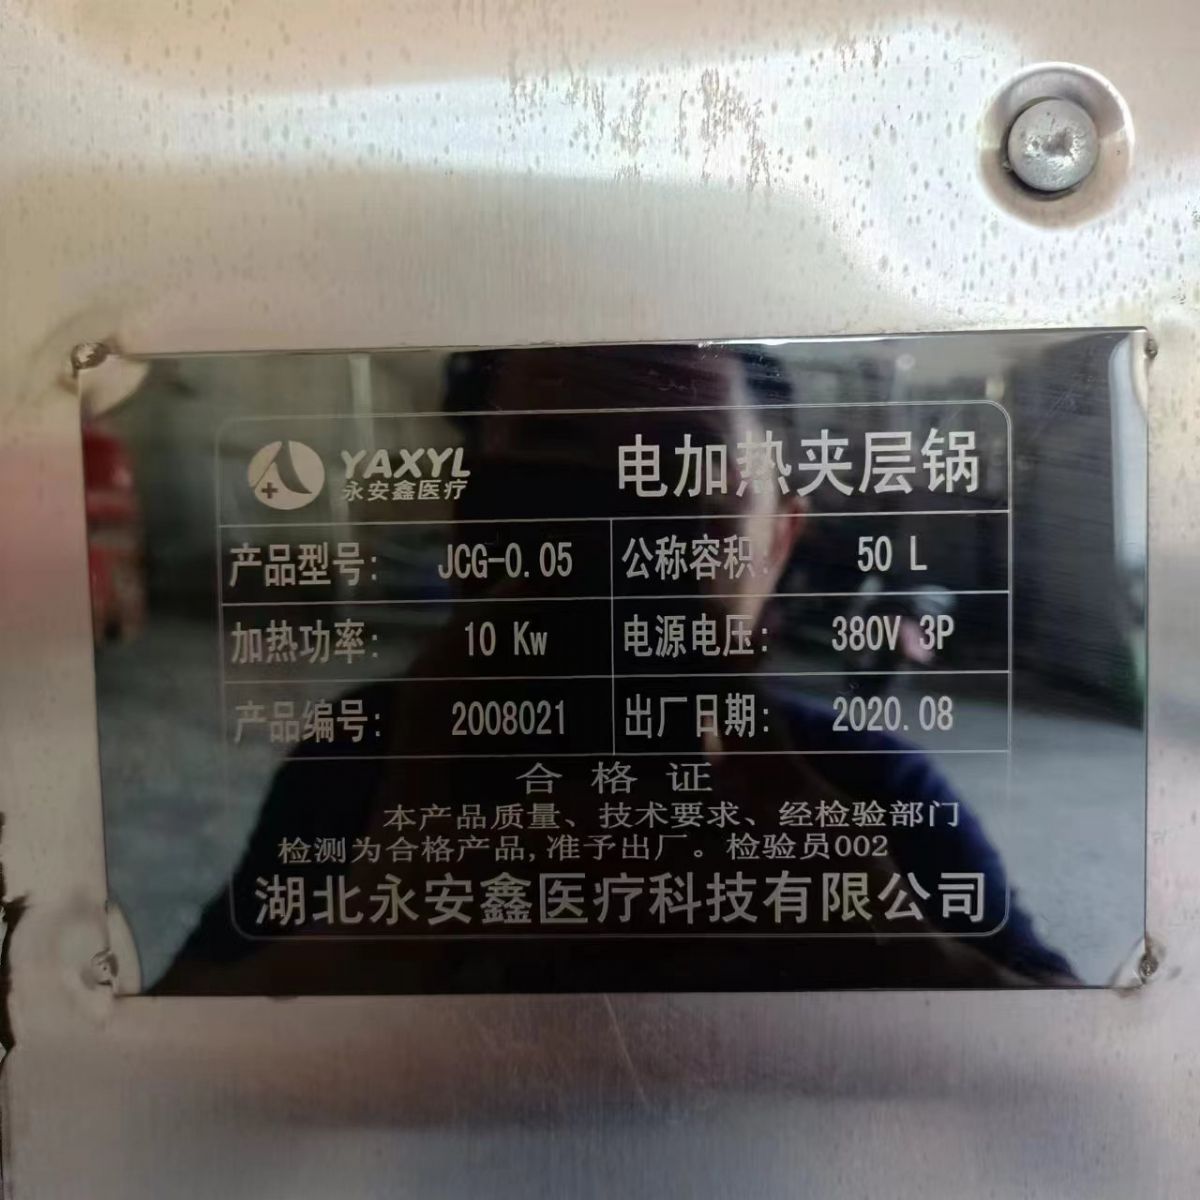 YAXYL
永安鑫医疗
电加热夹层锅
产品型号: JCG-0.05 公称容积: 50 L
加热功率: 10 Kw 电源电压: 380V 3P
产品编号: 2008021 出厂日期: 2020.08
合格证
本产品质量、技术要求、经检验部门
检测为合格产品,准予出厂。检验员002
湖北永安鑫医疗科技有限公司